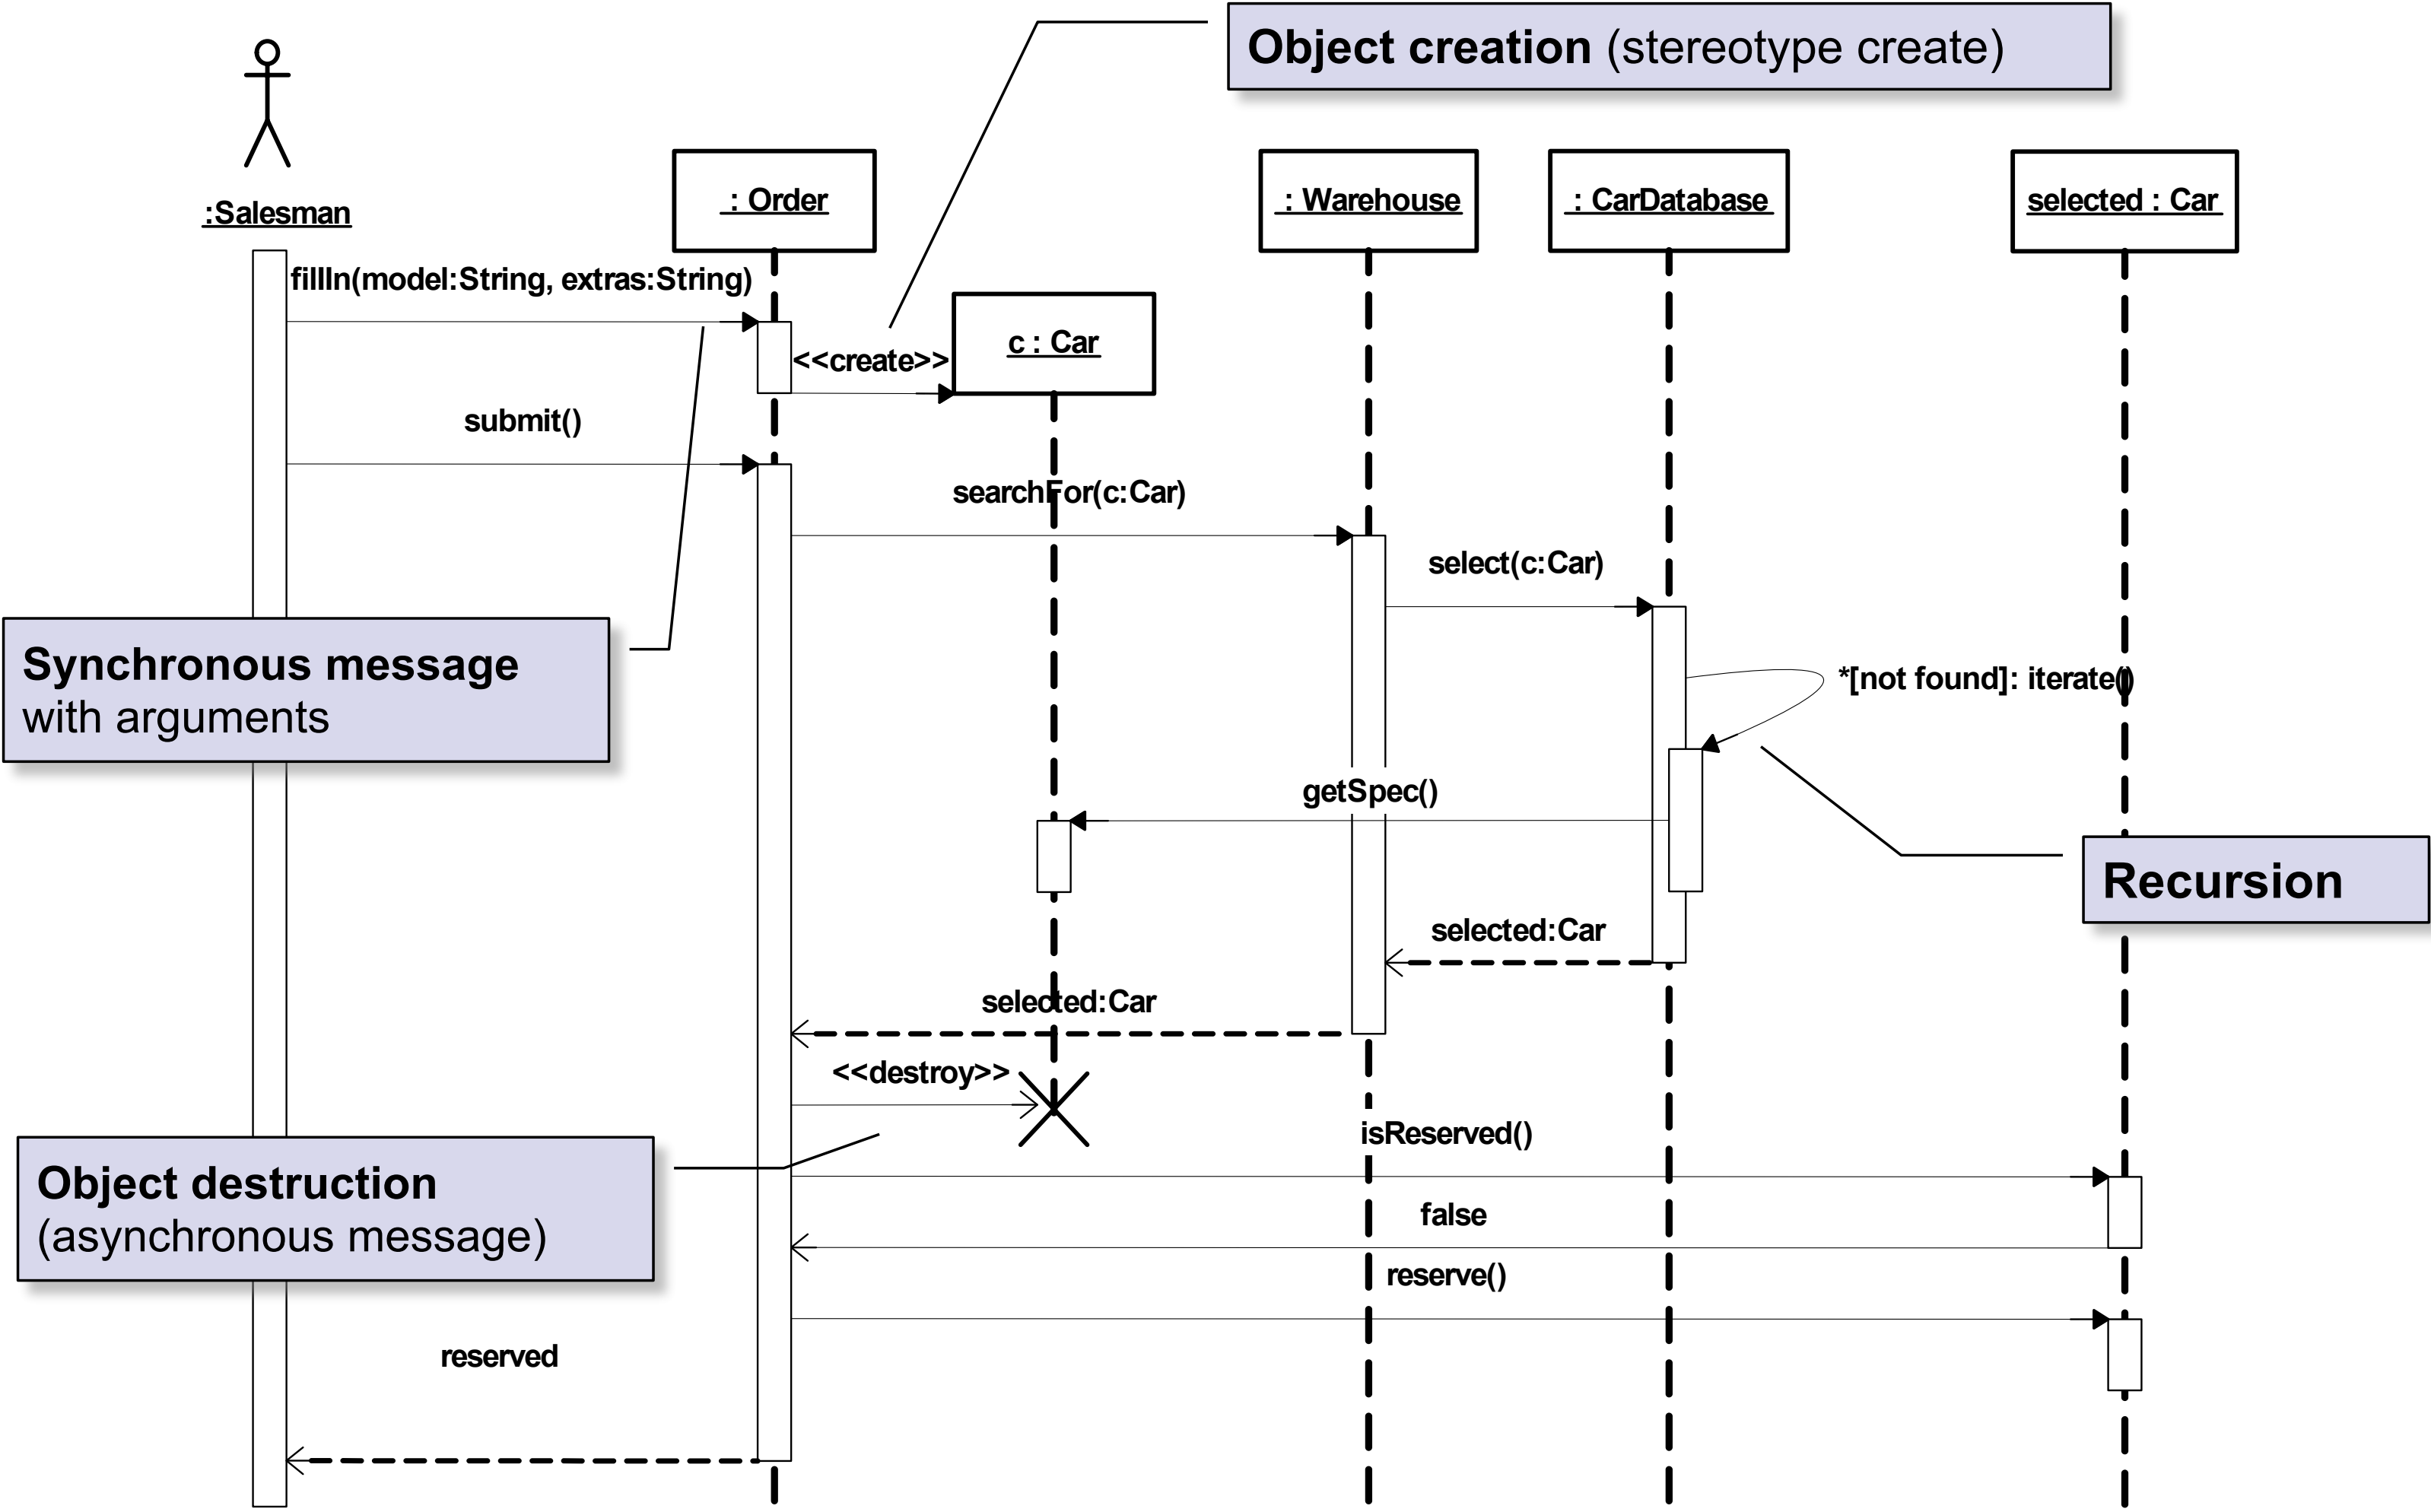 Object creation (stereotype create)
: Order
: Warehouse
: CarDatabase
selected : Car
:Salesman
fillIn(model:String, extras:String)
c : Car
<<create>>
submit()
searchFor(c:Car)
select(c:Car)
Synchronous message
with arguments
*[not found]: iterate()
getSpec()
Recursion
selected:Car
selected:Car
<<destroy>>
isReserved()
Object destruction
(asynchronous message)
false
reserve()
reserved